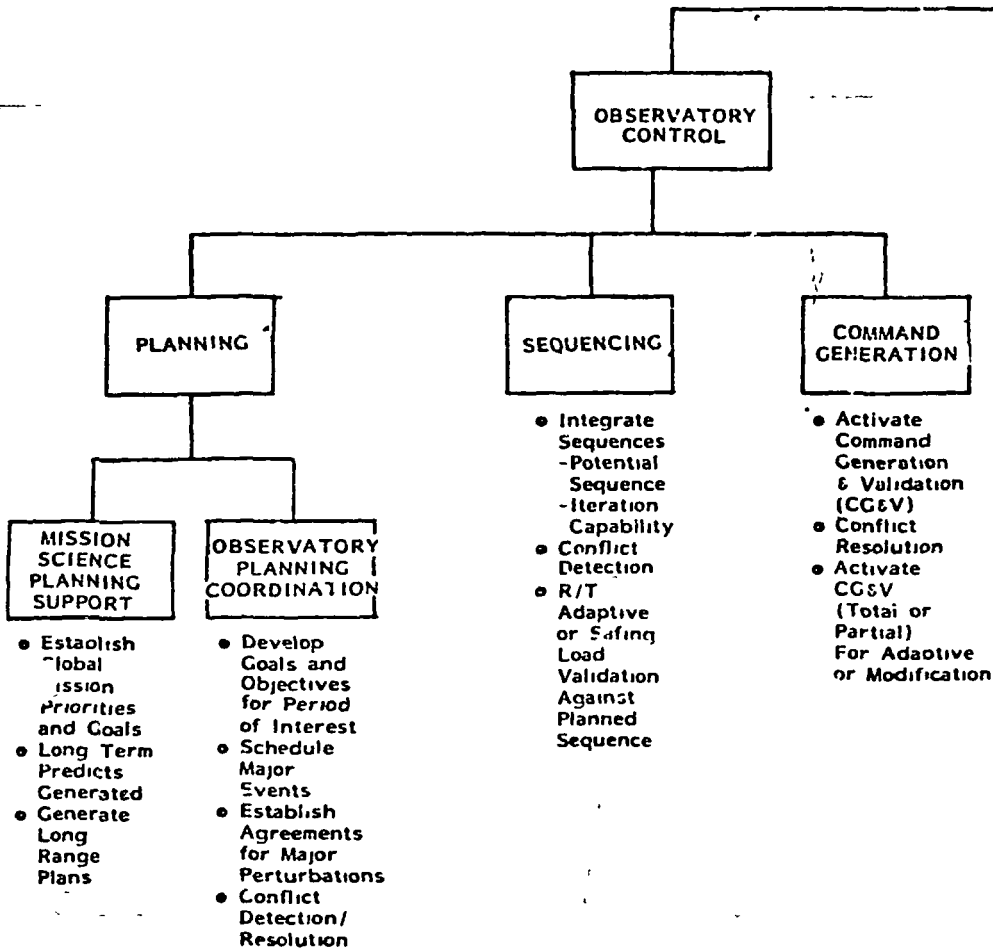 OBSERVATORY
CONTROL
PLANNING
SEQUENCING
COMMAND
GENERATION
MISSION
SCIENCE
PLANNING
SUPPORT
OBSERVATORY
PLANNING
COORDINATION
• Establish
Global
Mission
Priorities
and Goals
• Long Term
Predicts
Generated
• Generate
Long
Range
Plans
• Develop
Goals and
Objectives
for Period
of Interest
• Schedule
Major
Events
• Establish
Agreements
for Major
Perturbations
• Conflict
Detection/
Resolution
• Integrate
Sequences
-Potential
Sequence
-Iteration
Capability
• Conflict
Detection
• R/T
Adaptive
or Safing
Load
Validation
Against
Planned
Sequence
• Activate
Command
Generation
& Validation
(CG&V)
• Conflict
Resolution
• Activate
CG&V
(Total or
Partial)
For Adaptive
or Modification